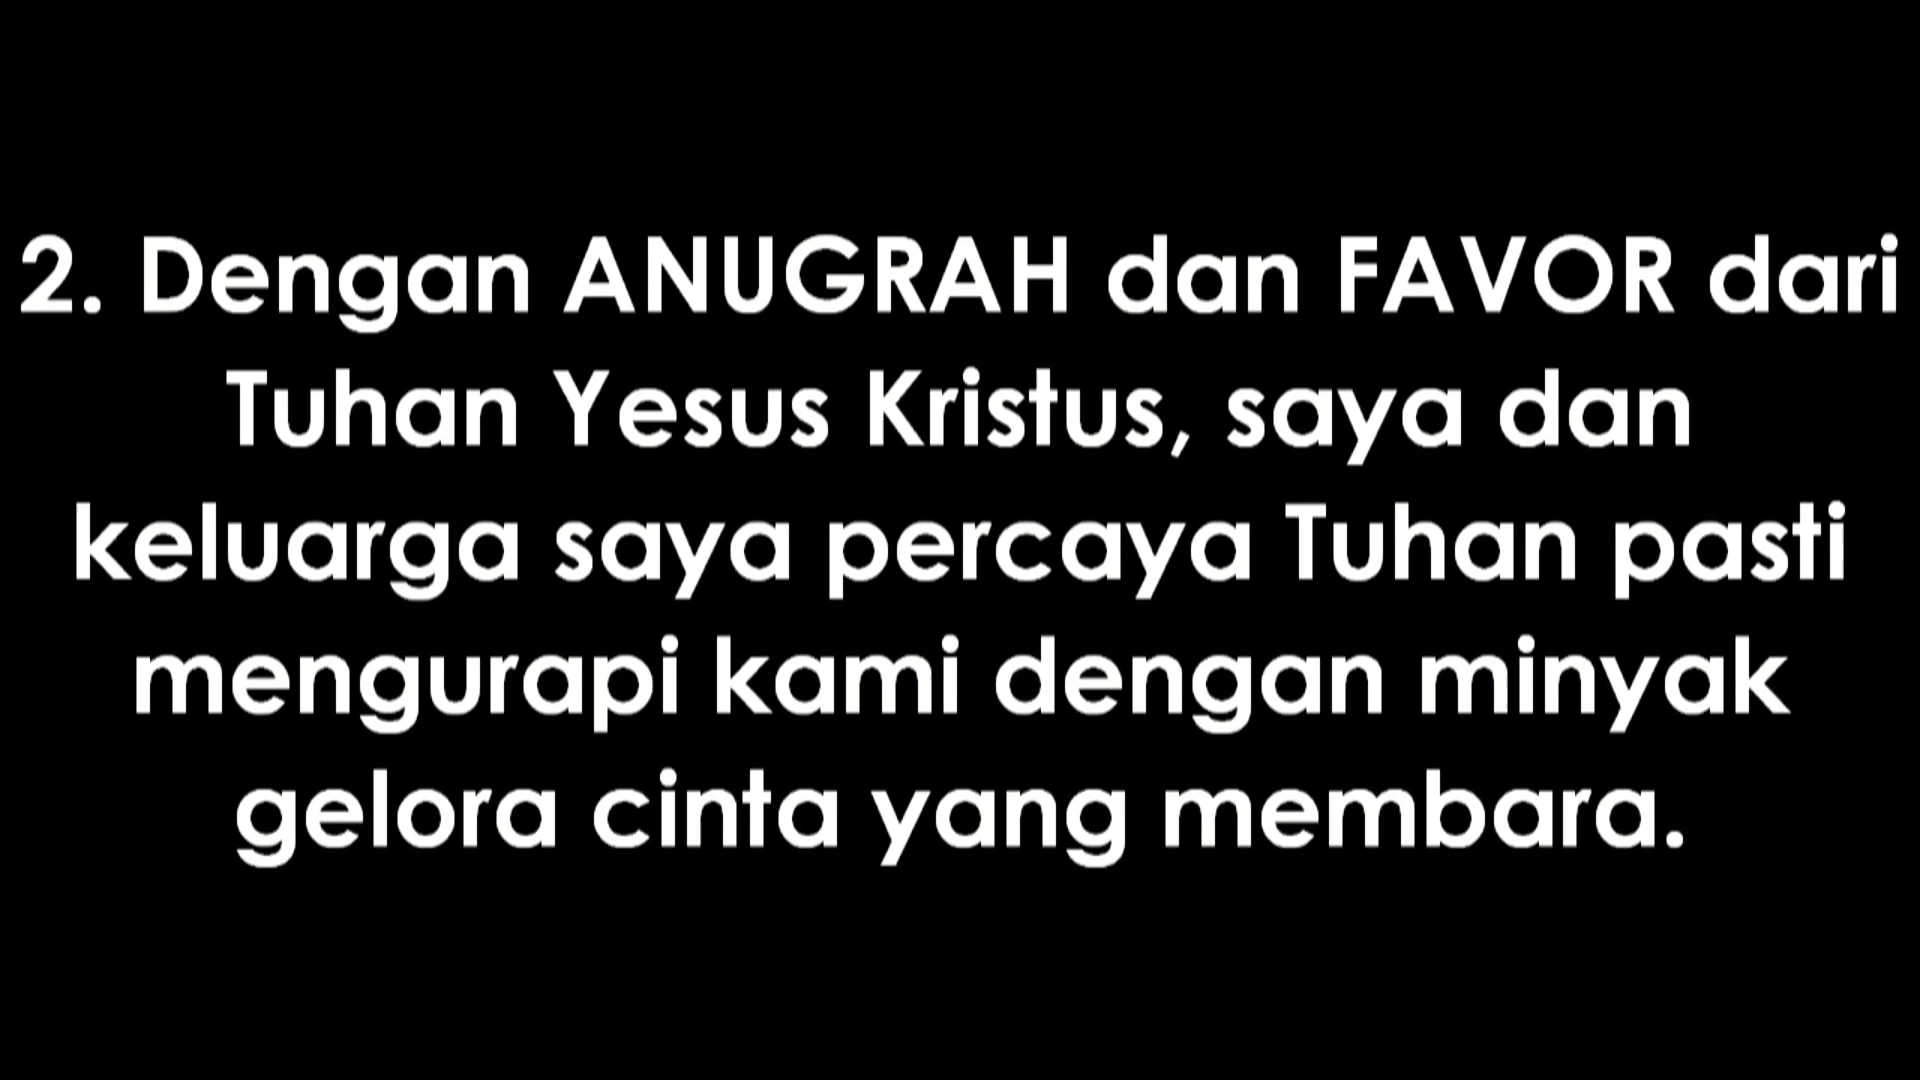 2. Dengan ANUGRAH dan FAVOR dari
Tuhan Yesus Kristus, saya dan
keluarga saya percaya Tuhan pasti
mengurapi kami dengan minyak
gelora cinta yang membara.